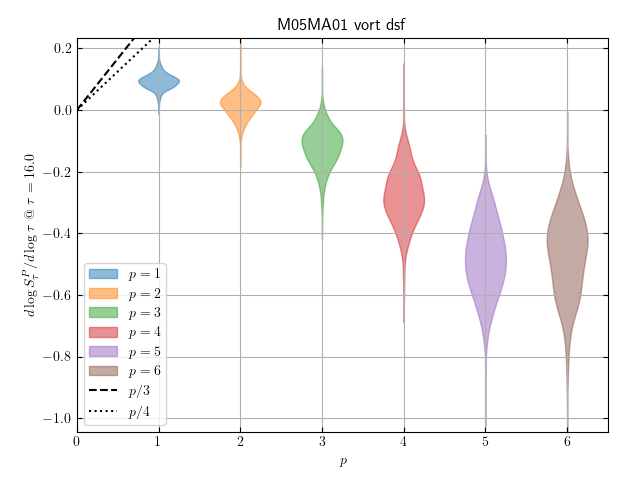 M05MA01 vort dsf
d log S_τ^P / d log τ @ τ = 16.0
0.2
0.0
−0.2
−0.4
−0.6
−0.8
−1.0
p = 1
p = 2
p = 3
p = 4
p = 5
p = 6
p/3
p/4
0 1 2 3 4 5 6
p